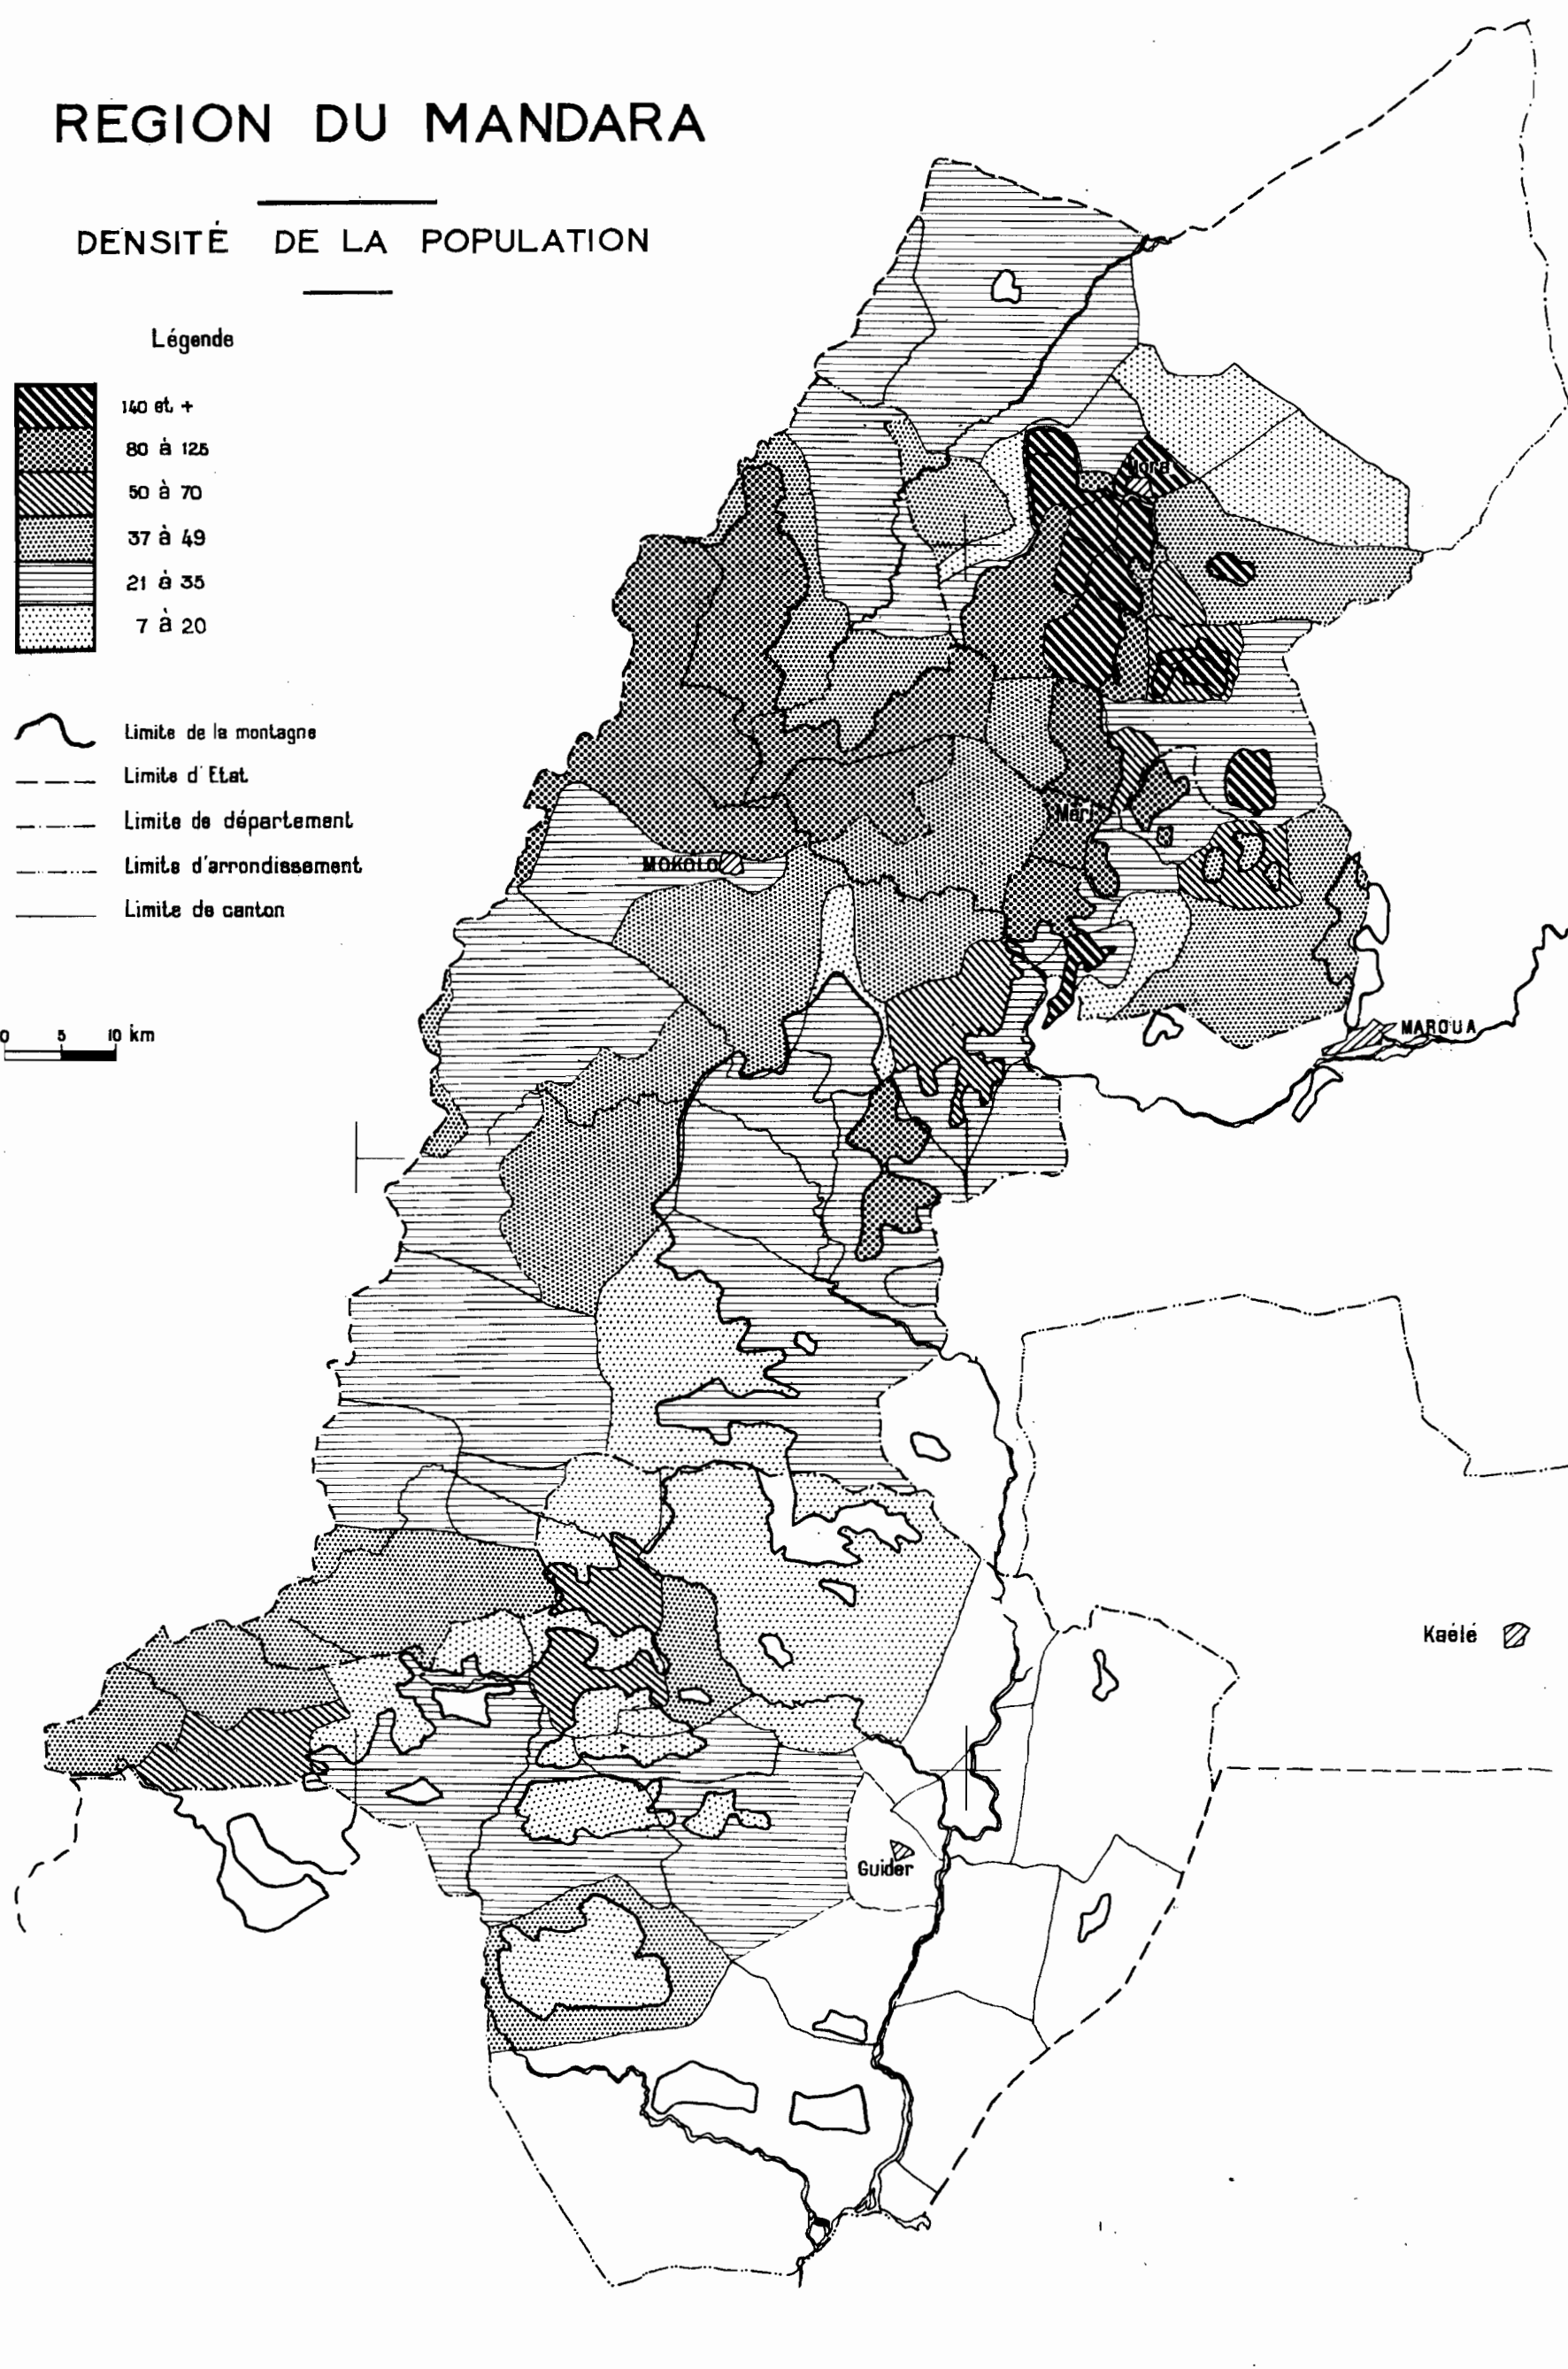 REGION DU MANDARA
DENSITÉ DE LA POPULATION
Légende
140 et +
80 à 125
50 à 70
37 à 49
21 à 35
7 à 20
Limite de la montagne
Limite d'Etat
Limite de département
Limite d'arrondissement
Limite de canton
0 5 10 km
Mora
Méri
MOKOLO
MAROUA
Kaélé
Guider